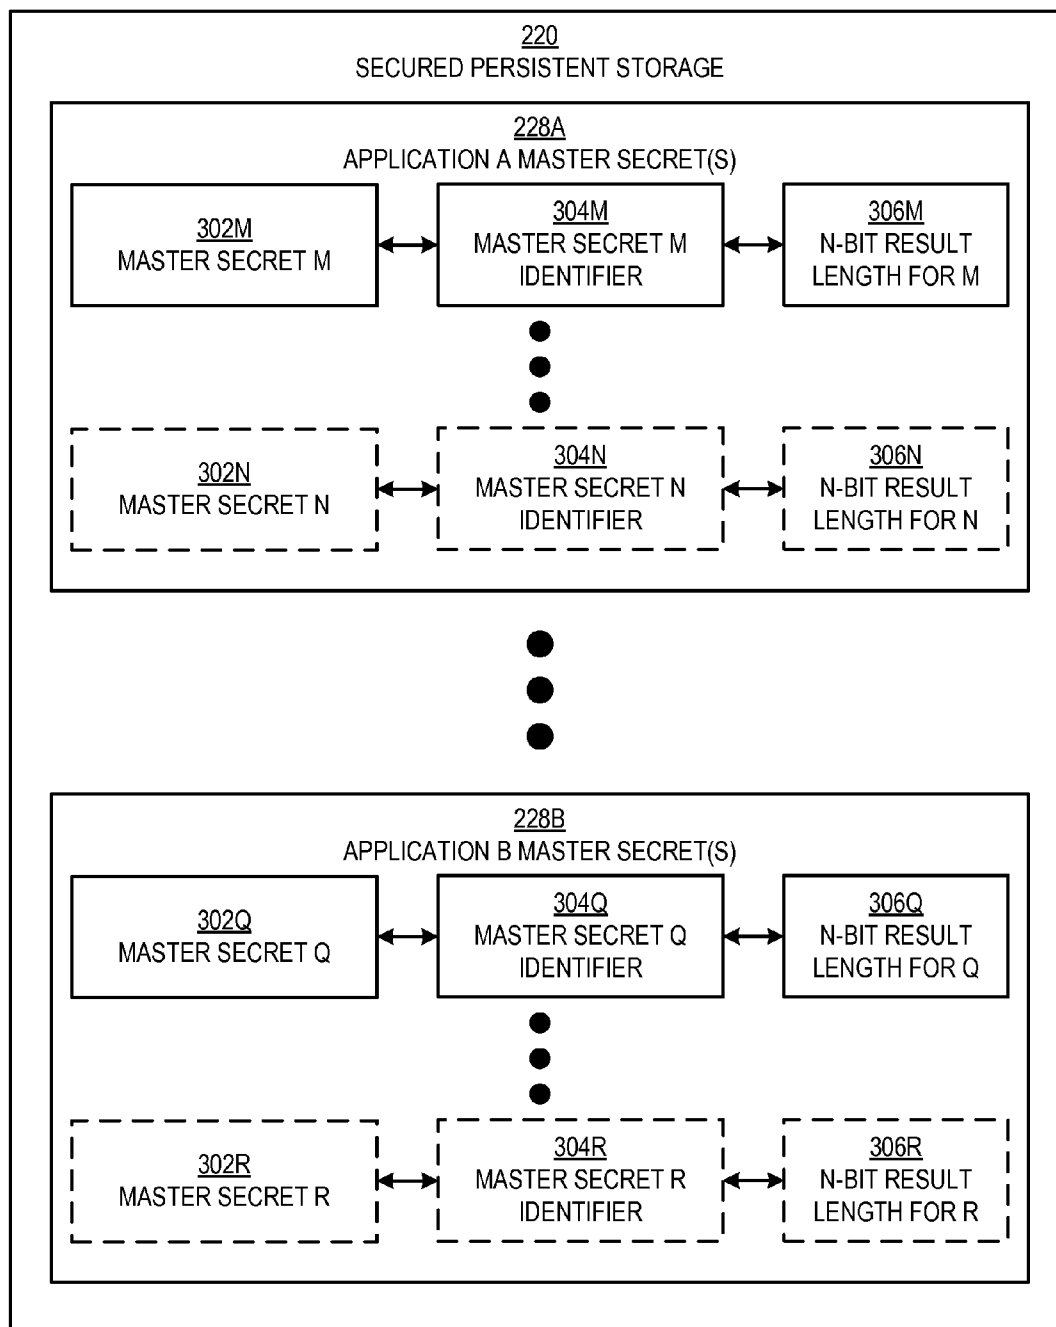 220
SECURED PERSISTENT STORAGE
228A
APPLICATION A MASTER SECRET(S)
302M
MASTER SECRET M
304M
MASTER SECRET M
IDENTIFIER
306M
N-BIT RESULT
LENGTH FOR M
302N
MASTER SECRET N
304N
MASTER SECRET N
IDENTIFIER
306N
N-BIT RESULT
LENGTH FOR N
228B
APPLICATION B MASTER SECRET(S)
302Q
MASTER SECRET Q
304Q
MASTER SECRET Q
IDENTIFIER
306Q
N-BIT RESULT
LENGTH FOR Q
302R
MASTER SECRET R
304R
MASTER SECRET R
IDENTIFIER
306R
N-BIT RESULT
LENGTH FOR R